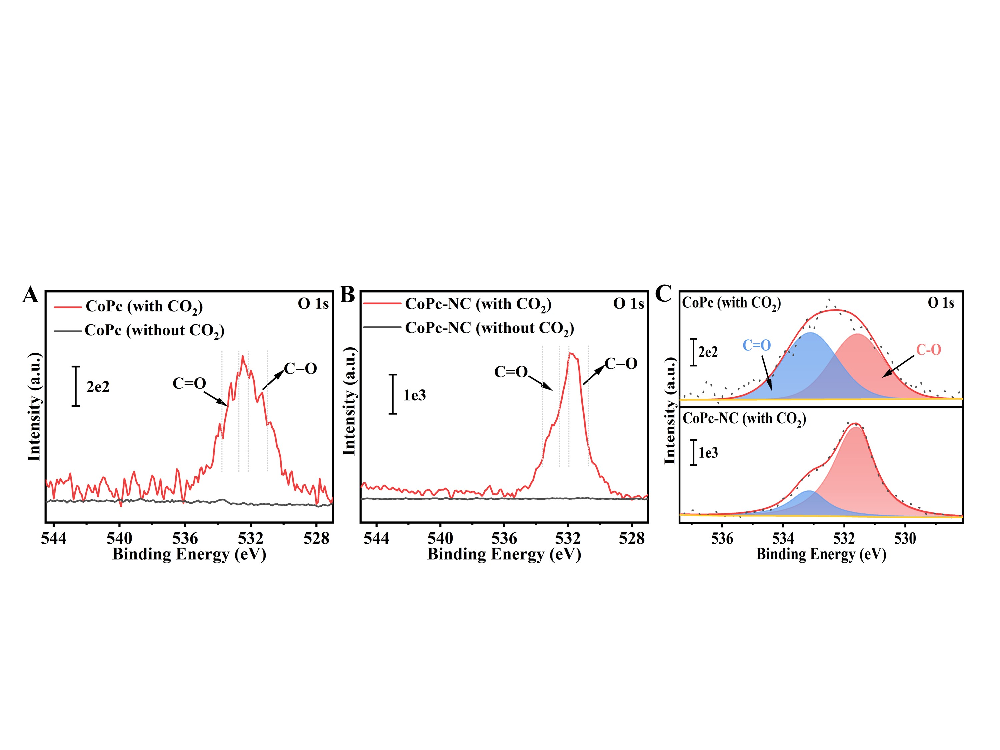 A
CoPc (with CO₂)
O 1s
CoPc (without CO₂)
C–O
C=O
2e2
Intensity (a.u.)
544 540 536 532 528
Binding Energy (eV)
B
CoPc-NC (with CO₂)
O 1s
CoPc-NC (without CO₂)
C=O
C–O
1e3
Intensity (a.u.)
544 540 536 532 528
Binding Energy (eV)
C
CoPc (with CO₂)
O 1s
C=O
2e2
C-O
CoPc-NC (with CO₂)
1e3
Intensity (a.u.)
536 534 532 530
Binding Energy (eV)